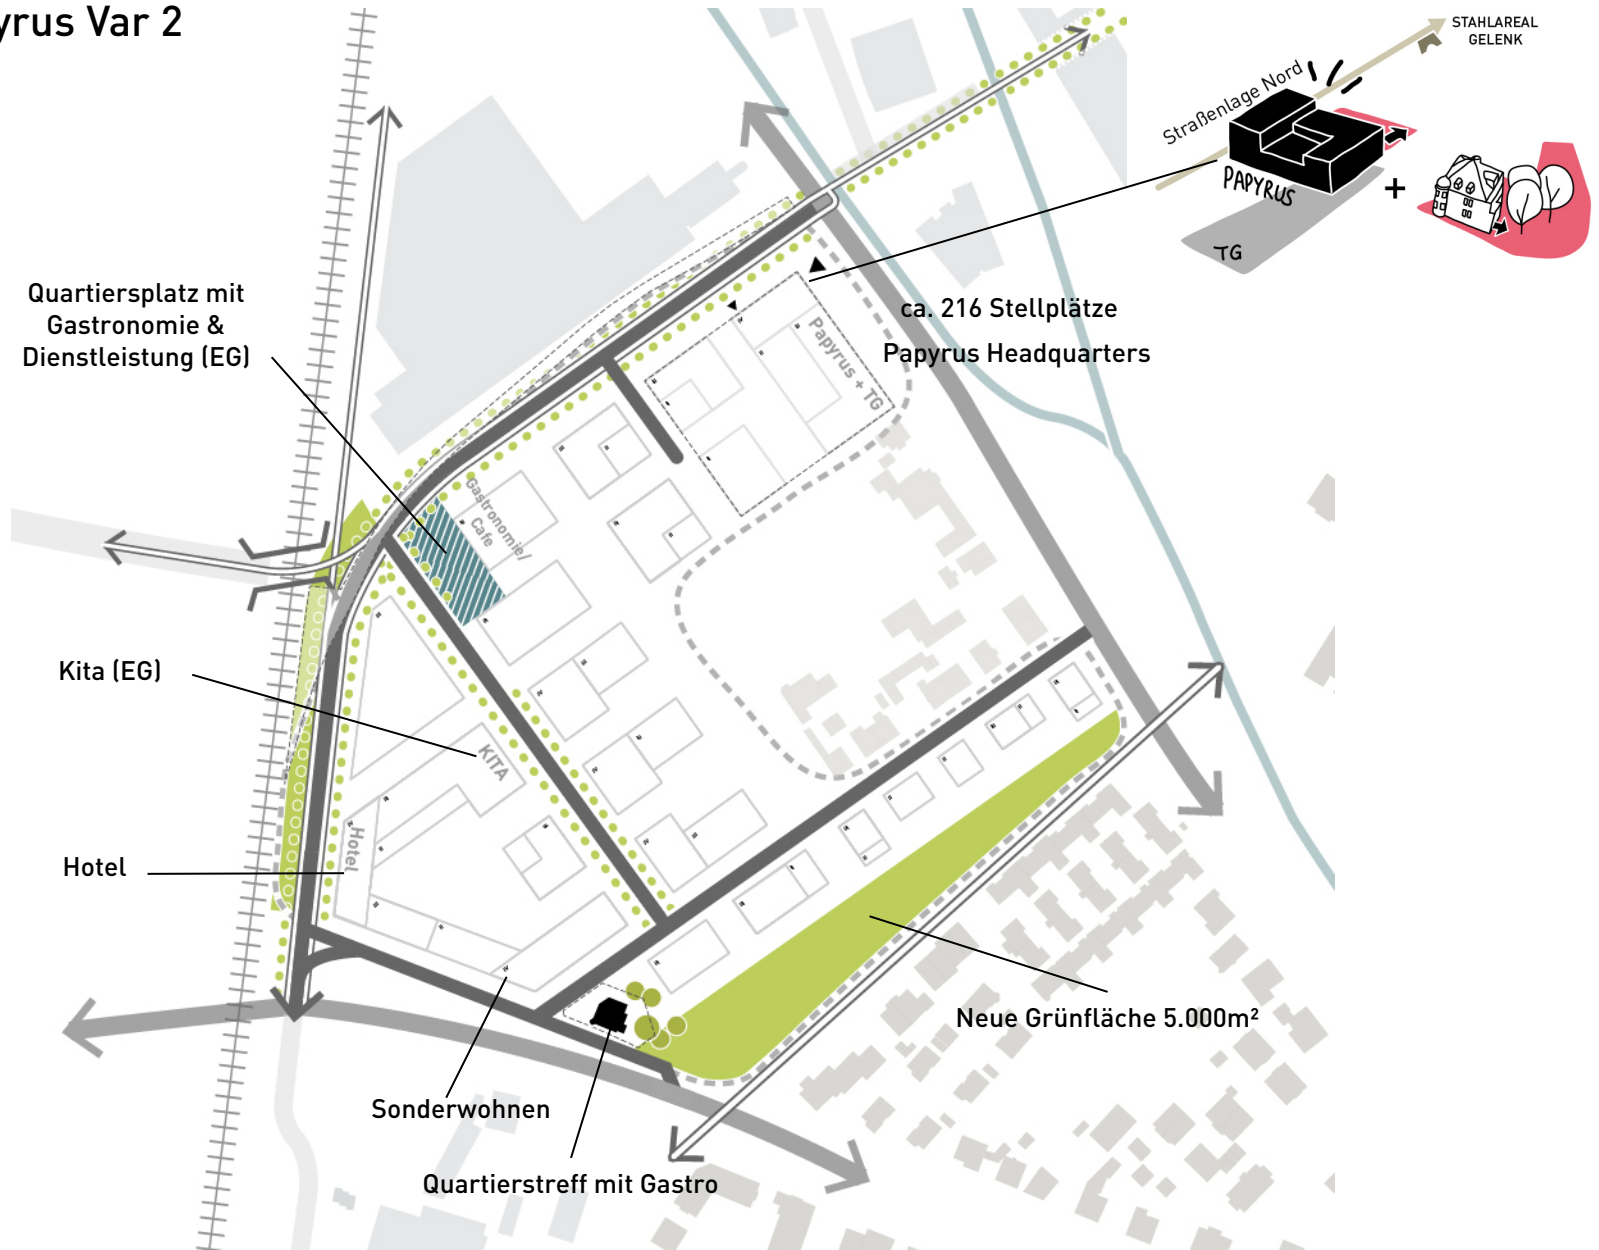 yrus Var 2
STAHLAREAL
GELENK
Straßenlage Nord
PAPYRUS
+
TG
Quartiersplatz mit
Gastronomie &
Dienstleistung (EG)
ca. 216 Stellplätze
Papyrus Headquarters
Papyrus + TG
Gastronomie/
Cafe
Kita (EG)
KITA
Hotel
Hotel
Neue Grünfläche 5.000m²
Sonderwohnen
Quartierstreff mit Gastro